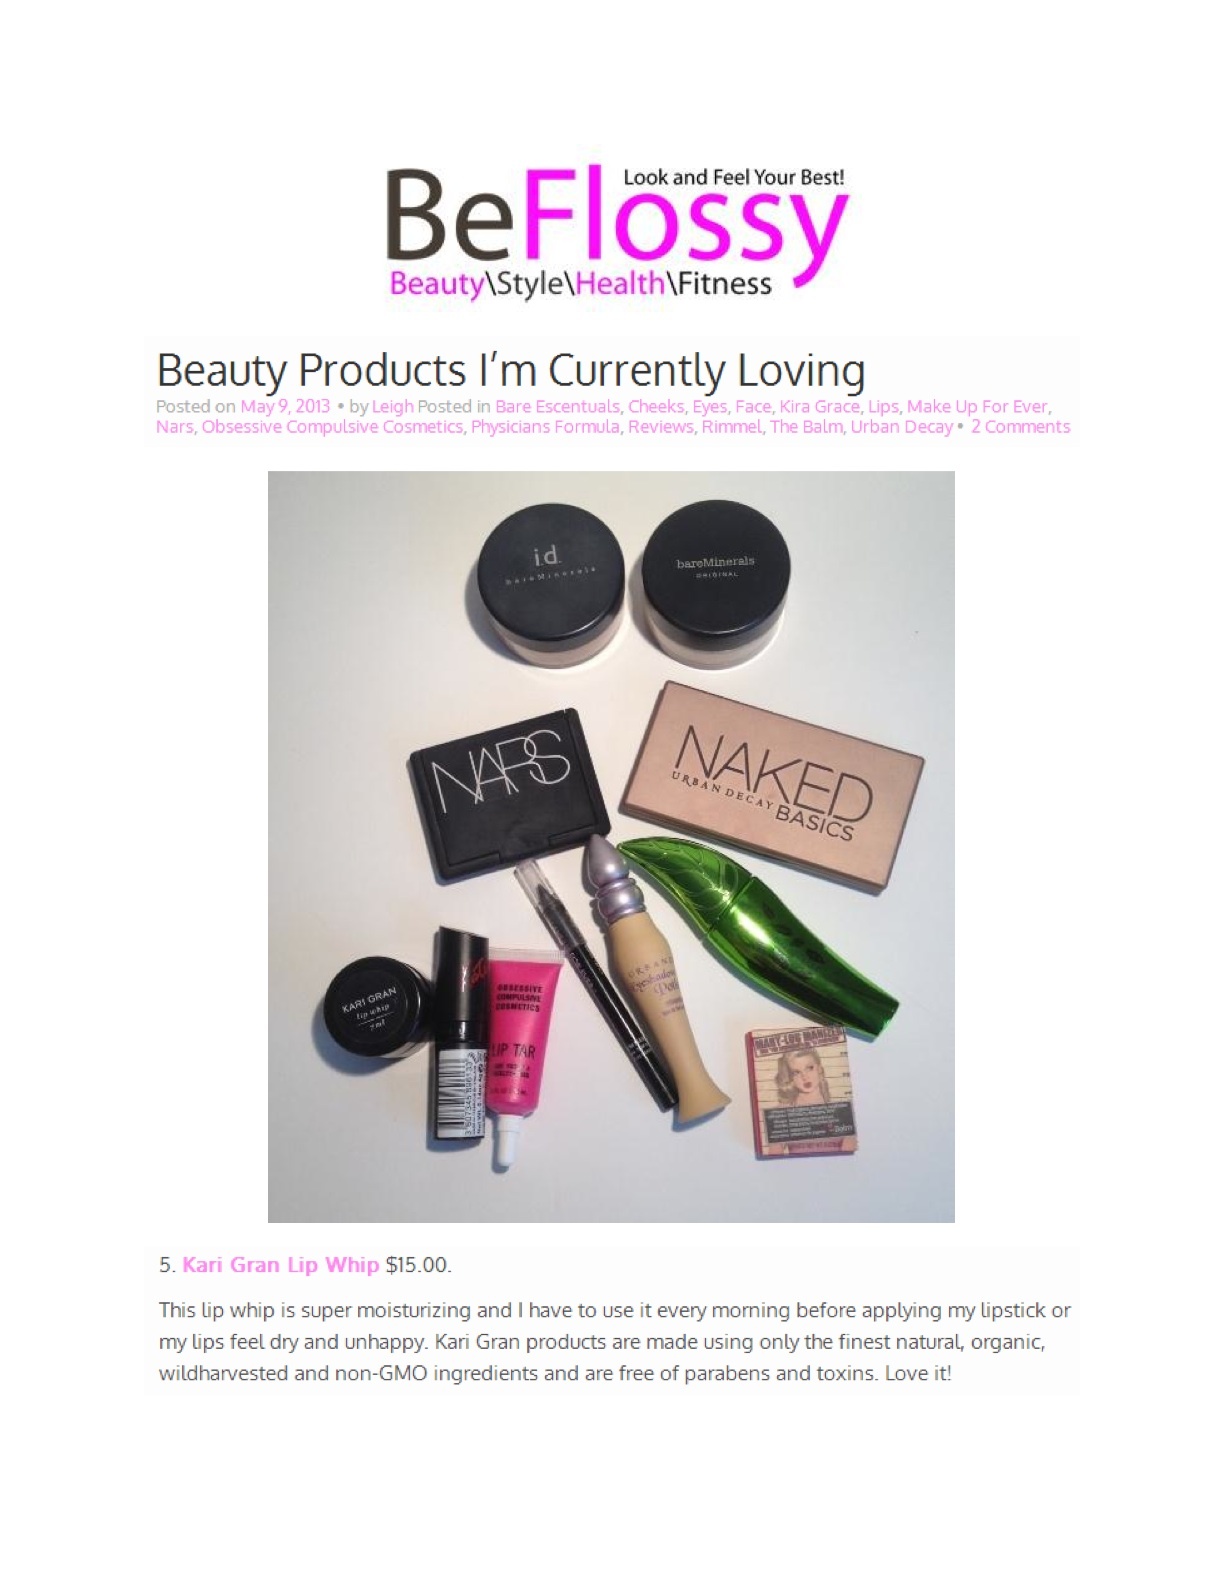 Look and Feel Your Best!
BeFlossy
Beauty\Style\Health\Fitness
Beauty Products I'm Currently Loving
Posted on May 9, 2013 • by Leigh Posted in Bare Escentuals, Cheeks, Eyes, Face, Kira Grace, Lips, Make Up For Ever,
Nars, Obsessive Compulsive Cosmetics, Physicians Formula, Reviews, Rimmel, The Balm, Urban Decay • 2 Comments
i.d.
bareMinerals
bareMinerals
ORIGINAL
NARS
NAKED
URBAN DECAY
BASICS
KARI GRAN
lip whip
7ml
OBSESSIVE
COMPULSIVE
COSMETICS
LIP TAR
URBAN
Eyeshadow
MARY-LOU MANIZER
theBalm
5. Kari Gran Lip Whip $15.00.
This lip whip is super moisturizing and I have to use it every morning before applying my lipstick or
my lips feel dry and unhappy. Kari Gran products are made using only the finest natural, organic,
wildharvested and non-GMO ingredients and are free of parabens and toxins. Love it!